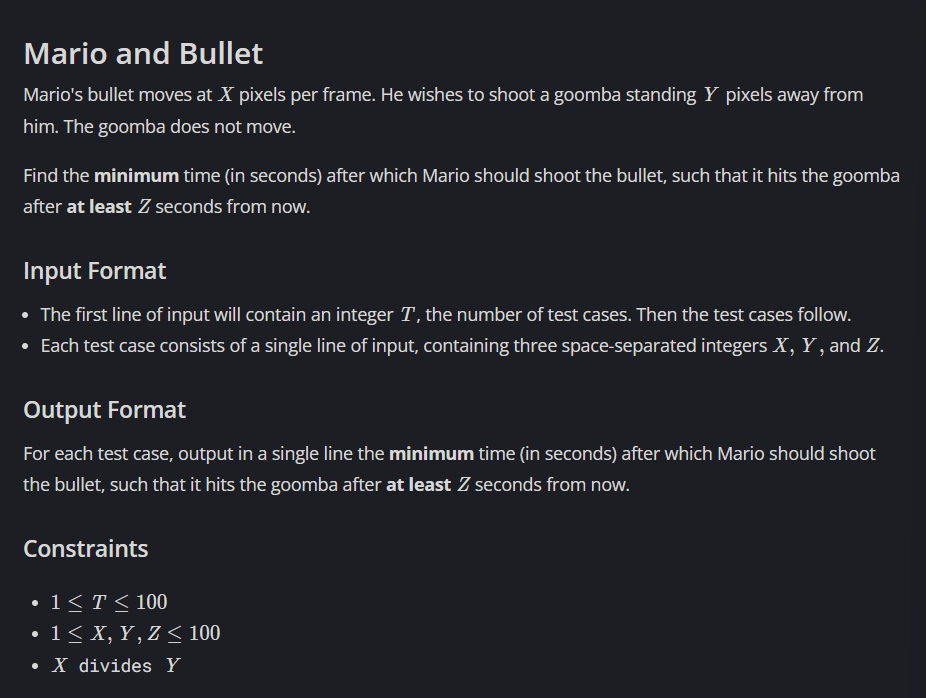 Mario and Bullet
Mario's bullet moves at X pixels per frame. He wishes to shoot a goomba standing Y pixels away from
him. The goomba does not move.
Find the minimum time (in seconds) after which Mario should shoot the bullet, such that it hits the goomba
after at least Z seconds from now.
Input Format
• The first line of input will contain an integer T, the number of test cases. Then the test cases follow.
• Each test case consists of a single line of input, containing three space-separated integers X, Y, and Z.
Output Format
For each test case, output in a single line the minimum time (in seconds) after which Mario should shoot
the bullet, such that it hits the goomba after at least Z seconds from now.
Constraints
• 1 ≤ T ≤ 100
• 1 ≤ X, Y, Z ≤ 100
• X divides Y